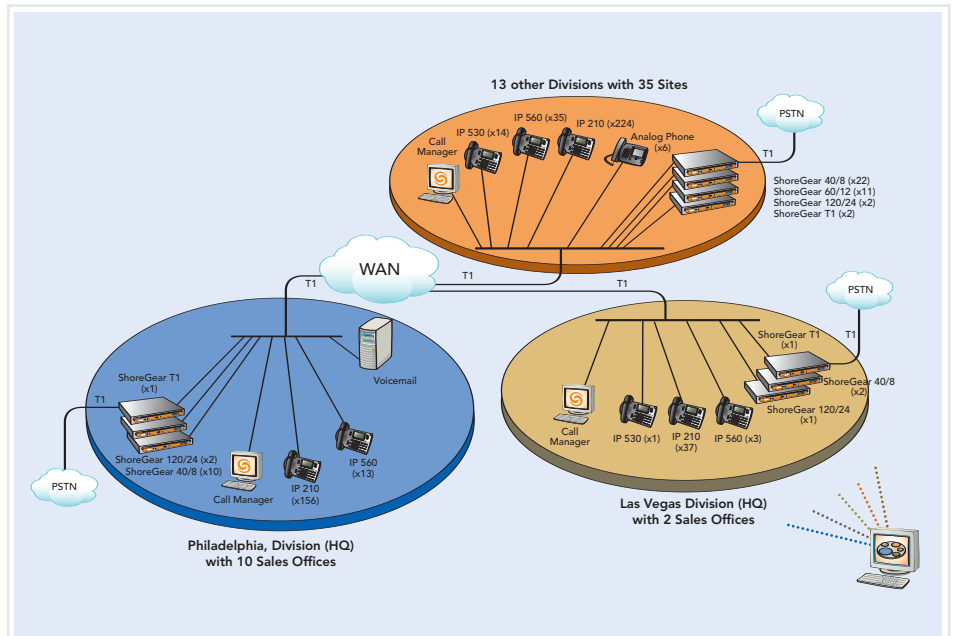 13 other Divisions with 35 Sites
PSTN
IP 560 (x35)
IP 530 (x14)
IP 210 (x224)
Call
Manager
Analog Phone
(x6)
T1
ShoreGear 40/8 (x22)
ShoreGear 60/12 (x11)
ShoreGear 120/24 (x2)
ShoreGear T1 (x2)
WAN
T1
T1
T1
PSTN
Voicemail
ShoreGear T1
(x1)
T1
ShoreGear 120/24 (x2)
ShoreGear 40/8 (x10)
PSTN
Call Manager
IP 210
(x156)
IP 560
(x13)
Philadelphia, Division (HQ)
with 10 Sales Offices
ShoreGear T1
(x1)
T1
ShoreGear 40/8
(x2)
ShoreGear 120/24
(x1)
Call
Manager
IP 530 (x1)
IP 210
(x37)
IP 560 (x3)
Las Vegas Division (HQ)
with 2 Sales Offices